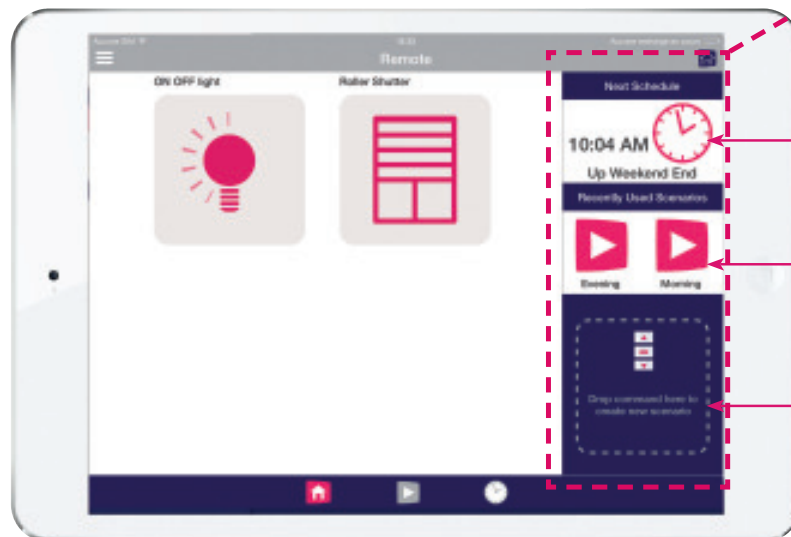 Remote
ON OFF light
Roller Shutter
Next Schedule
10:04 AM
Up Weekend End
Recently Used Scenarios
Evening Morning
Drop command here to
create new scenario